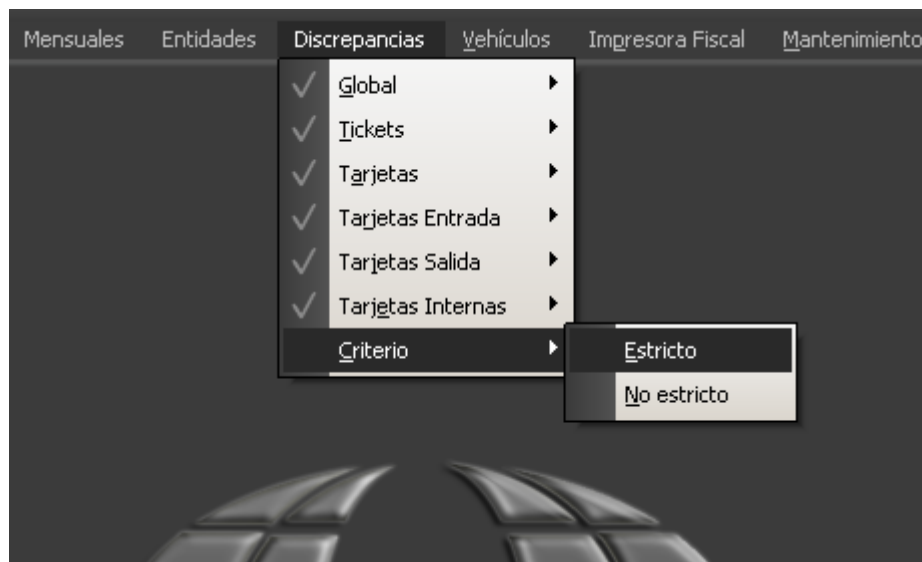 Mensuales Entidades Discrepancias Vehículos Impresora Fiscal Mantenimiento
Global
Tickets
Tarjetas
Tarjetas Entrada
Tarjetas Salida
Tarjetas Internas
Criterio
Estricto
No estricto